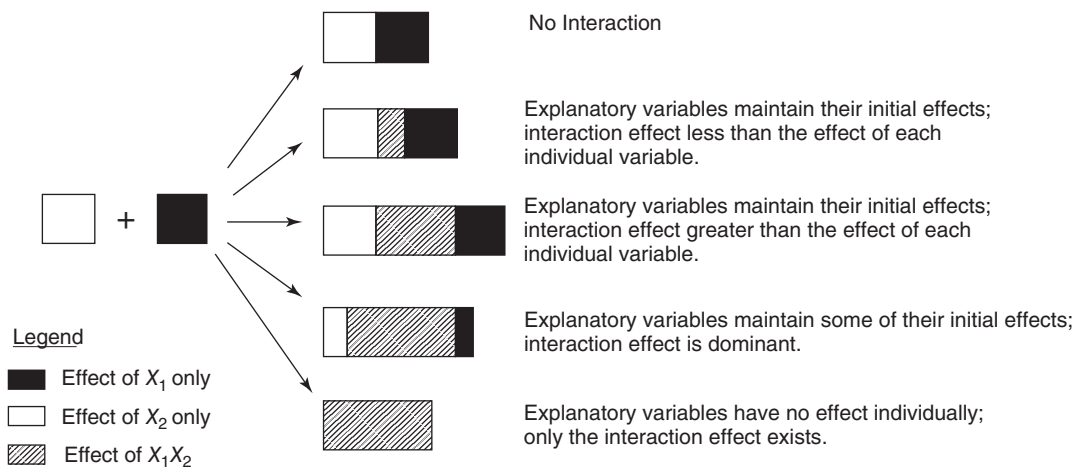 No Interaction
Explanatory variables maintain their initial effects;
interaction effect less than the effect of each
individual variable.
+
Explanatory variables maintain their initial effects;
interaction effect greater than the effect of each
individual variable.
Explanatory variables maintain some of their initial effects;
interaction effect is dominant.
Explanatory variables have no effect individually;
only the interaction effect exists.
Legend
Effect of X₁ only
Effect of X₂ only
Effect of X₁X₂